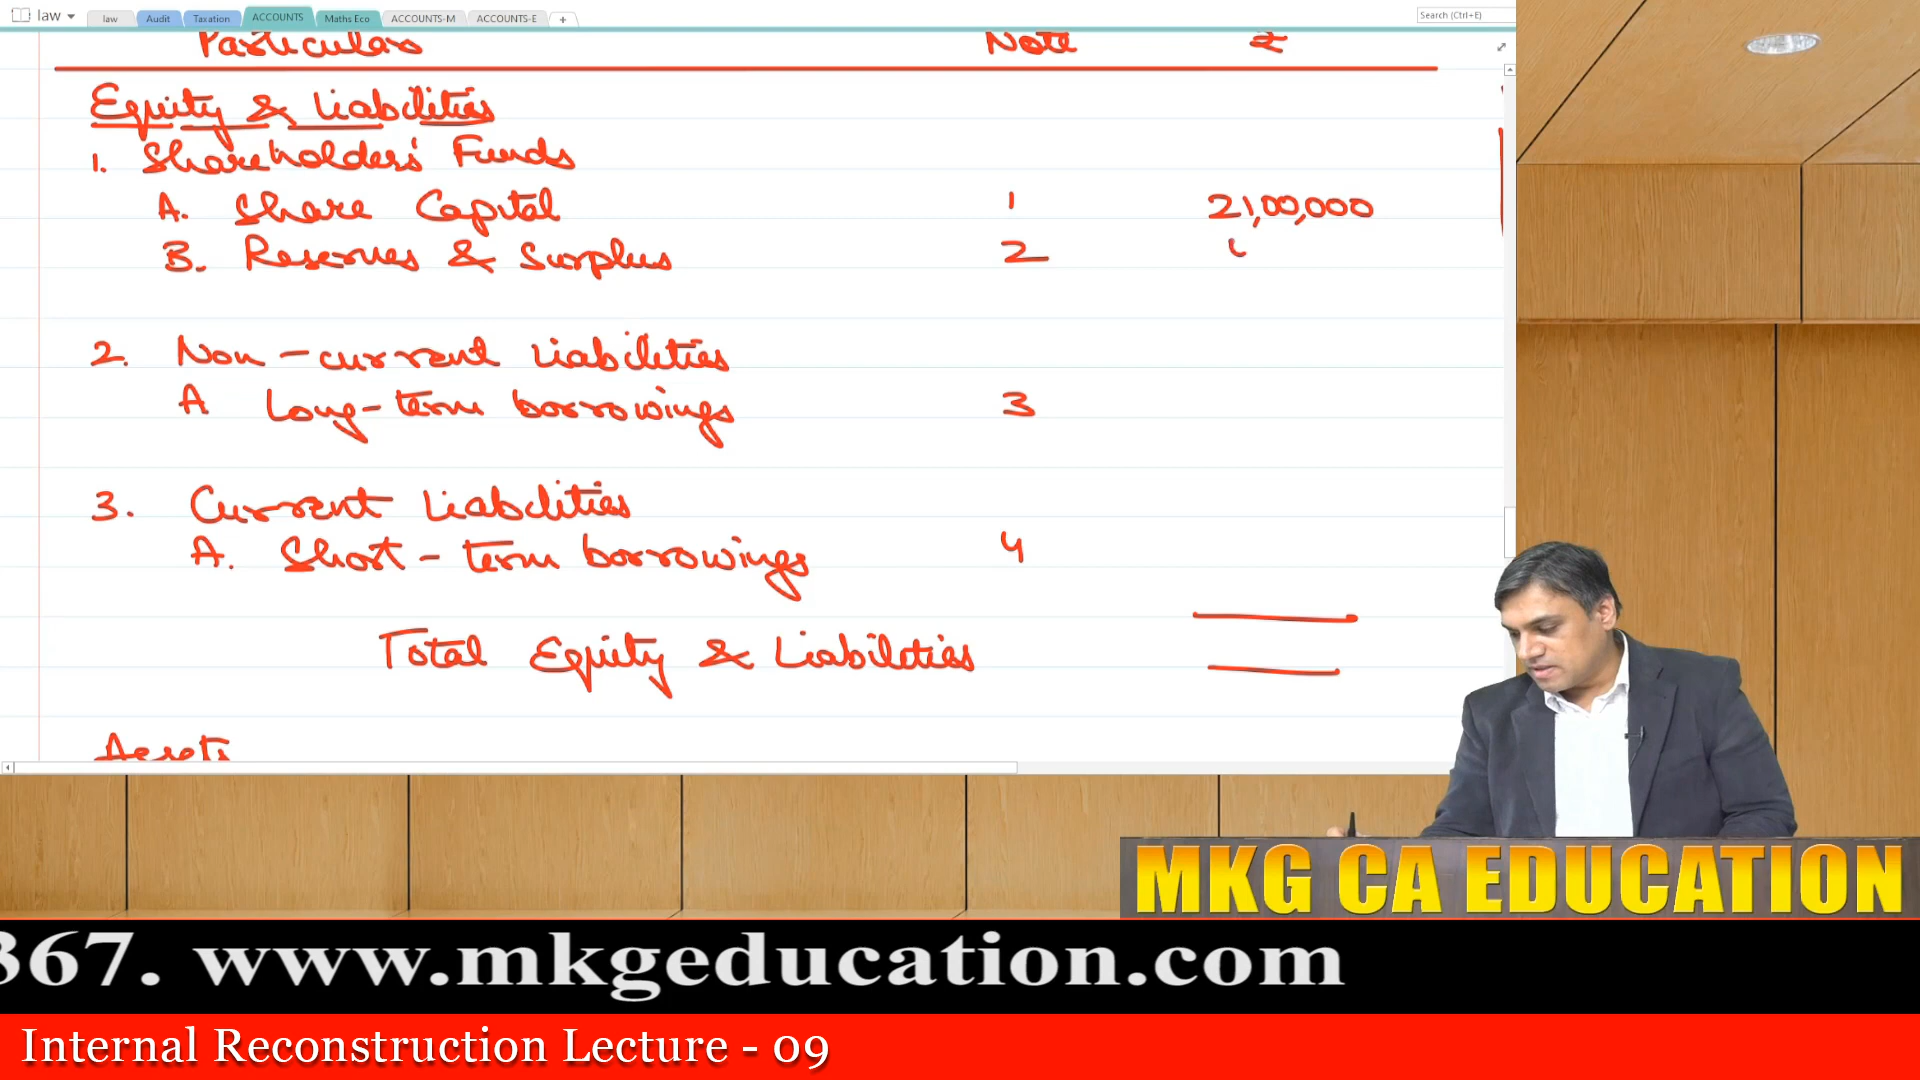 law law Audit Taxation ACCOUNTS Maths Eco ACCOUNTS-M ACCOUNTS-E + Search (Ctrl+E)
Particulars Note ₹
Equity & Liabilities
1. Shareholders' Funds
A. Share Capital 1 21,00,000
B. Reserves & Surplus 2
2. Non-current liabilities
A Long-term borrowings 3
3. Current Liabilities
A. Short-term borrowings 4
Total Equity & Liabilities
Assets
MKG CA EDUCATION
367. www.mkgeducation.com
Internal Reconstruction Lecture - 09